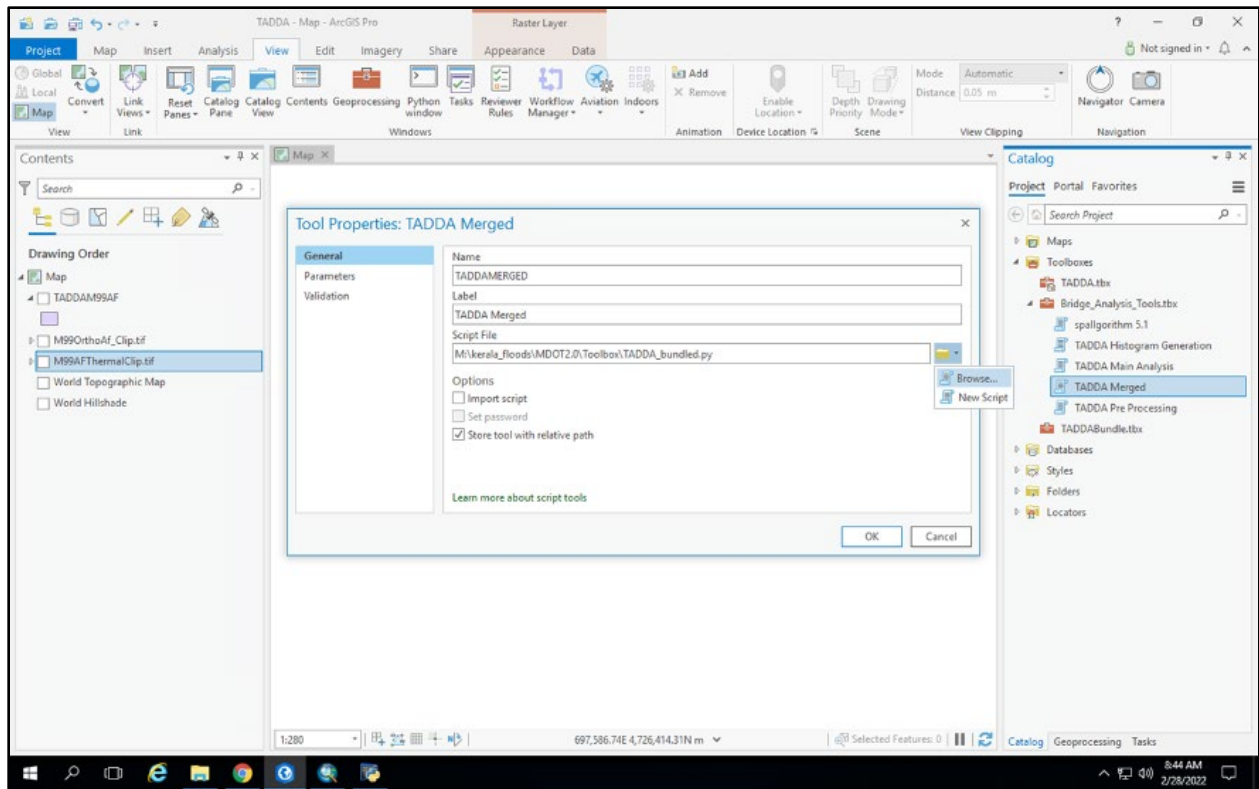 TADDA - Map - ArcGIS Pro
Raster Layer
?
Project Map Insert Analysis View Edit Imagery Share Appearance Data
Not signed in
Global
Local
Map
Convert
Link Views
Reset Panes
Catalog Pane
Catalog View
Contents
Geoprocessing
Python window
Tasks
Reviewer Rules
Workflow Manager
Aviation
Indoors
Add
Remove
Enable Location
Depth Priority
Drawing Mode
Mode Automatic
Distance 0.05 m
Navigator
Camera
View Link Windows Animation Device Location Scene View Clipping Navigation
Contents
Search
Drawing Order
Map
TADDAM99AF
M99OrthoAf_Clip.tif
M99AFThermalClip.tif
World Topographic Map
World Hillshade
Map
Tool Properties: TADDA Merged
General
Parameters
Validation
Name
TADDAMERGED
Label
TADDA Merged
Script File
M:\kerala_floods\MDOT2.0\Toolbox\TADDA_bundled.py
Browse...
New Script
Options
Import script
Set password
Store tool with relative path
Learn more about script tools
OK Cancel
1:280
697,586.74E 4,726,414.31N m
Selected Features: 0
Catalog
Project Portal Favorites
Search Project
Maps
Toolboxes
TADDA.tbx
Bridge_Analysis_Tools.tbx
spallgorithm 5.1
TADDA Histogram Generation
TADDA Main Analysis
TADDA Merged
TADDA Pre Processing
TADDABundle.tbx
Databases
Styles
Folders
Locators
Catalog Geoprocessing Tasks
8:44 AM
2/28/2022